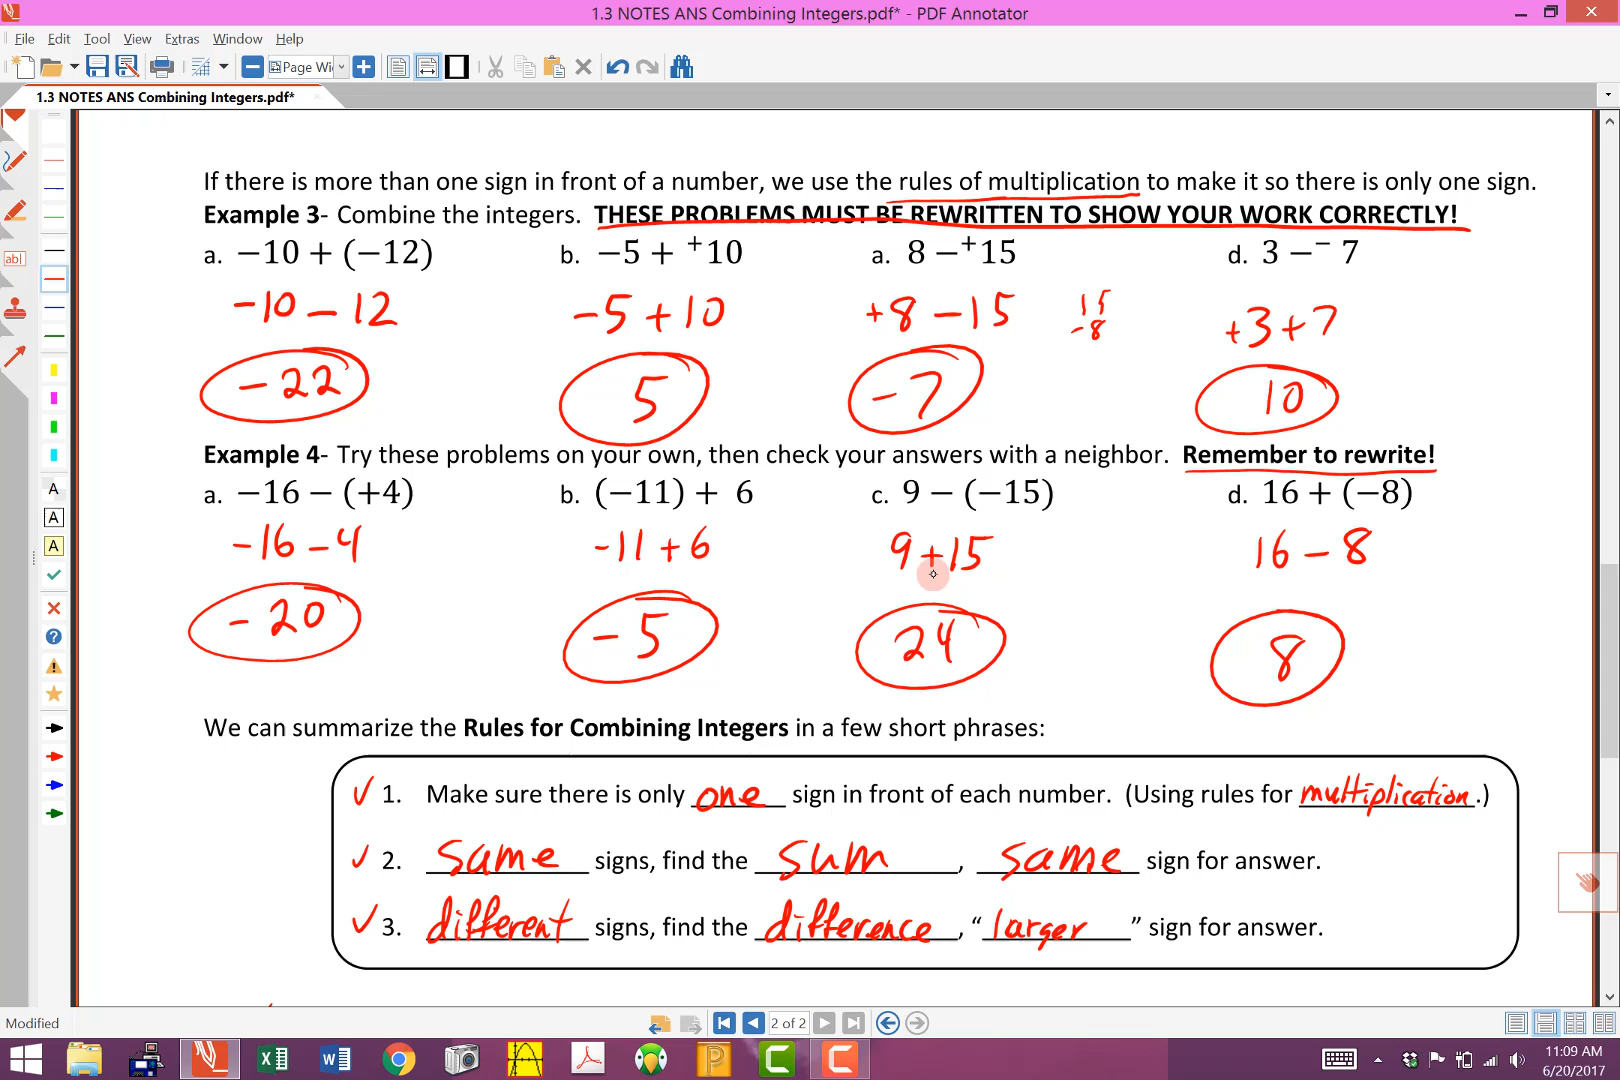 1.3 NOTES ANS Combining Integers.pdf* - PDF Annotator
File Edit Tool View Extras Window Help
Page Wi
1.3 NOTES ANS Combining Integers.pdf*
If there is more than one sign in front of a number, we use the rules of multiplication to make it so there is only one sign.
Example 3- Combine the integers. THESE PROBLEMS MUST BE REWRITTEN TO SHOW YOUR WORK CORRECTLY!
a. −10 + (−12) b. −5 + ⁺10 a. 8 −⁺15 d. 3 −⁻ 7
-10 - 12 -5 + 10 +8 - 15 15 +3 + 7
-8
-22 5 -7 10
Example 4- Try these problems on your own, then check your answers with a neighbor. Remember to rewrite!
a. −16 − (+4) b. (−11) + 6 c. 9 − (−15) d. 16 + (−8)
-16 - 4 -11 + 6 9 + 15 16 - 8
-20 -5 24 8
We can summarize the Rules for Combining Integers in a few short phrases:
✓ 1. Make sure there is only one sign in front of each number. (Using rules for multiplication.)
✓ 2. same signs, find the sum, same sign for answer.
✓ 3. different signs, find the difference, “larger” sign for answer.
Modified 2 of 2
11:09 AM
6/20/2017